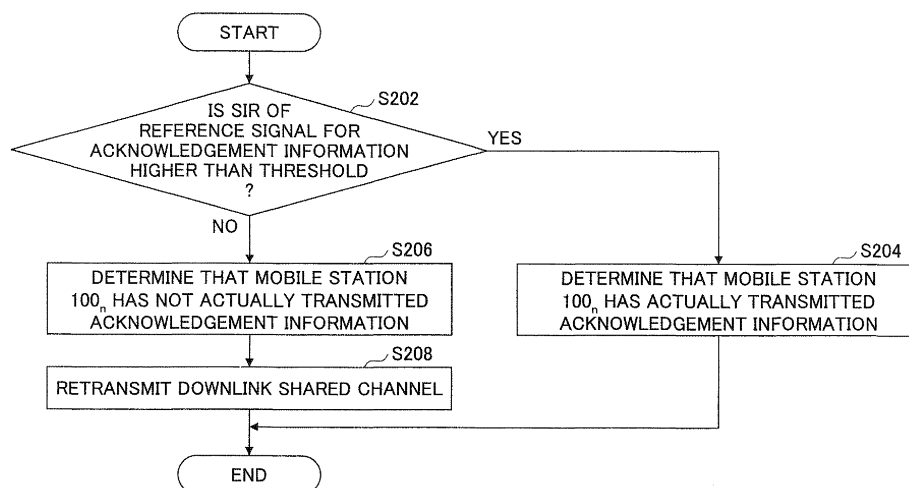 START
S202
IS SIR OF
REFERENCE SIGNAL FOR
ACKNOWLEDGEMENT INFORMATION
HIGHER THAN THRESHOLD
?
YES
NO
S206
DETERMINE THAT MOBILE STATION
100n HAS NOT ACTUALLY TRANSMITTED
ACKNOWLEDGEMENT INFORMATION
S204
DETERMINE THAT MOBILE STATION
100n HAS ACTUALLY TRANSMITTED
ACKNOWLEDGEMENT INFORMATION
S208
RETRANSMIT DOWNLINK SHARED CHANNEL
END